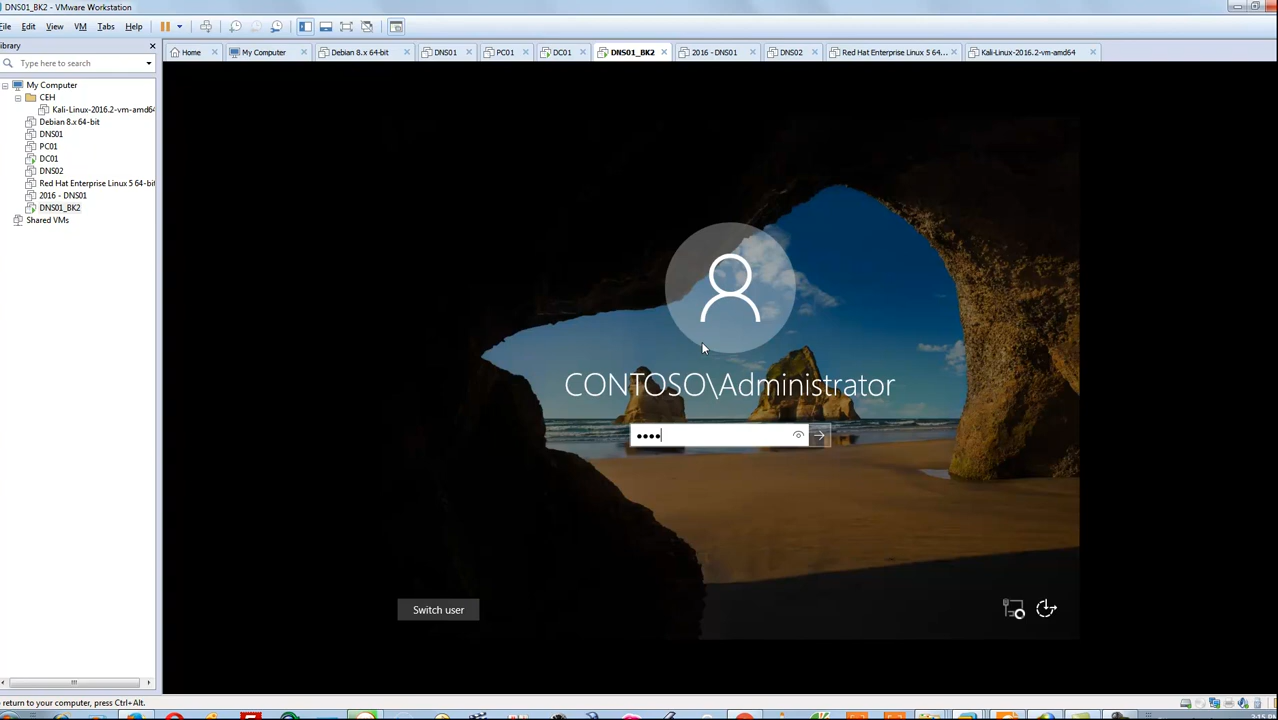 DNS01_BK2 - VMware Workstation
File Edit View VM Tabs Help
Library
Type here to search
My Computer
CEH
Kali-Linux-2016.2-vm-amd64
Debian 8.x 64-bit
DNS01
PC01
DC01
DNS02
Red Hat Enterprise Linux 5 64-bit
2016 - DNS01
DNS01_BK2
Shared VMs
Home My Computer Debian 8.x 64-bit DNS01 PC01 DC01 DNS01_BK2 2016 - DNS01 DNS02 Red Hat Enterprise Linux 5 64... Kali-Linux-2016.2-vm-amd64
CONTOSO\Administrator
Switch user
return to your computer, press Ctrl+Alt.